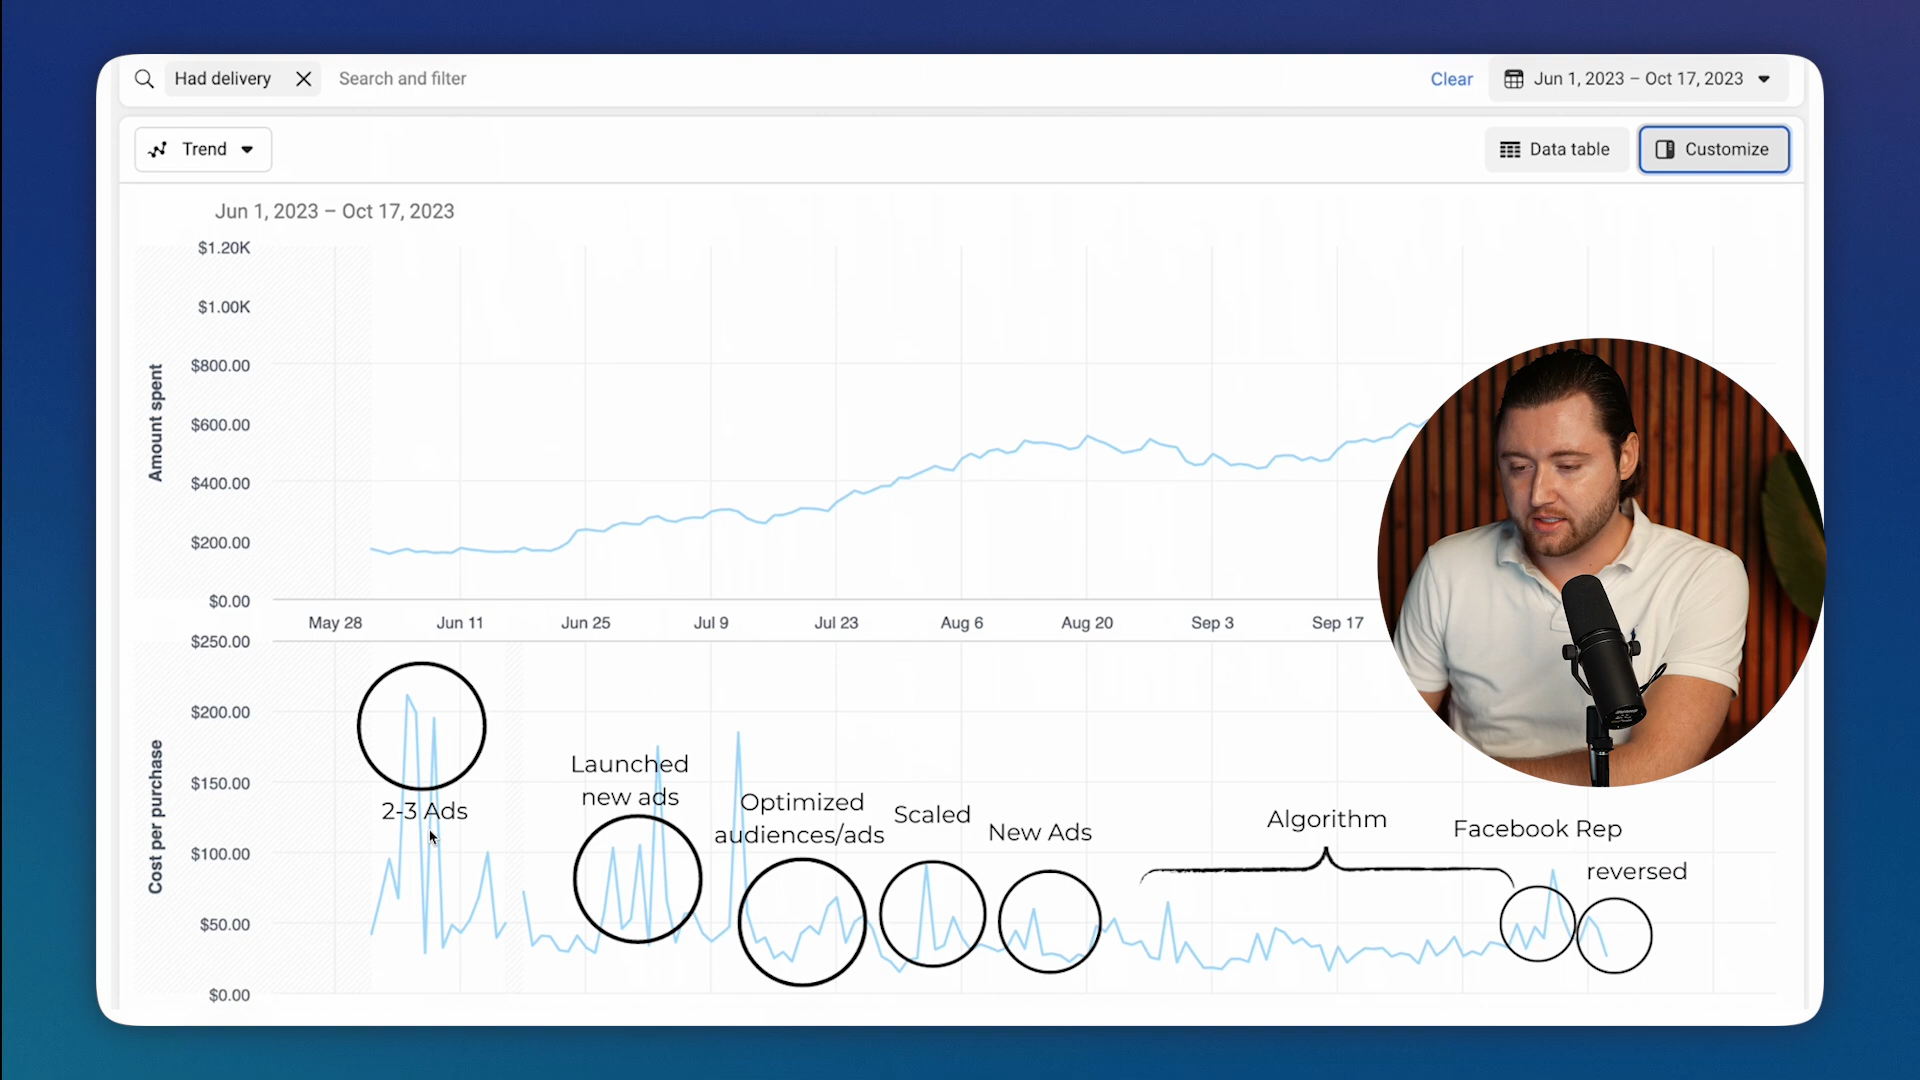 Had delivery
Search and filter
Clear
Jun 1, 2023 – Oct 17, 2023
Trend
Data table
Customize
Jun 1, 2023 – Oct 17, 2023
Amount spent
$1.20K
$1.00K
$800.00
$600.00
$400.00
$200.00
$0.00
May 28
Jun 11
Jun 25
Jul 9
Jul 23
Aug 6
Aug 20
Sep 3
Sep 17
Cost per purchase
$250.00
$200.00
$150.00
$100.00
$50.00
$0.00
2-3 Ads
Launched
new ads
Optimized
audiences/ads
Scaled
New Ads
Algorithm
Facebook Rep
reversed